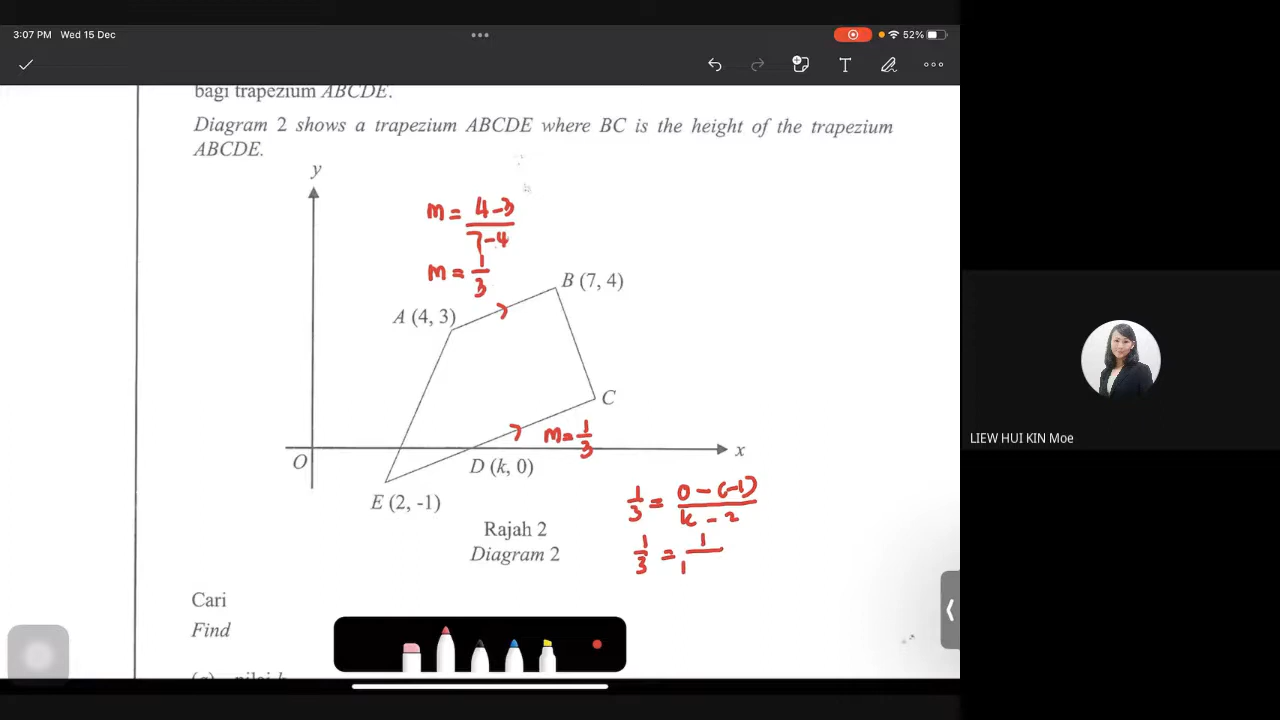 3:07 PM Wed 15 Dec
52%
T
bagi trapezium ABCDE.
Diagram 2 shows a trapezium ABCDE where BC is the height of the trapezium
ABCDE.
y
m = 4-3
7-4
m = 1
3
B (7, 4)
A (4, 3)
C
m = 1
3
O
x
D (k, 0)
E (2, -1)
1 = 0 - (-1)
3 k - 2
Rajah 2
Diagram 2
1 = 1
3
Cari
Find
LIEW HUI KIN Moe